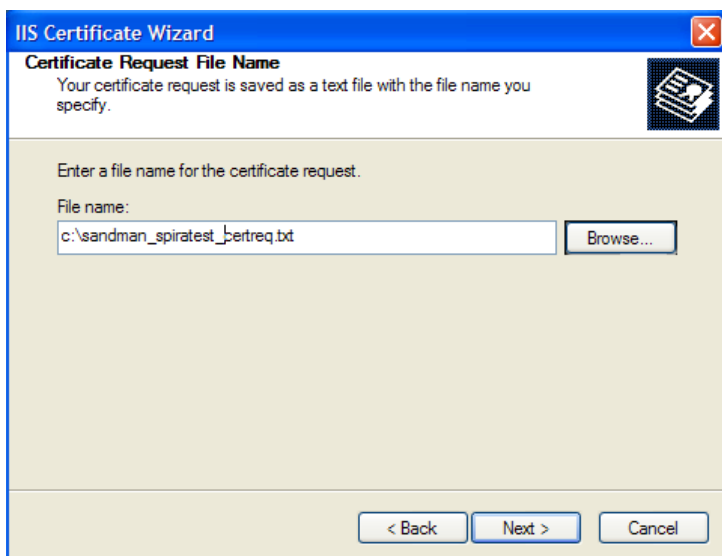 IIS Certificate Wizard
Certificate Request File Name
Your certificate request is saved as a text file with the file name you
specify.
Enter a file name for the certificate request.
File name:
c:\sandman_spiratest_certreq.txt
Browse...
< Back
Next >
Cancel